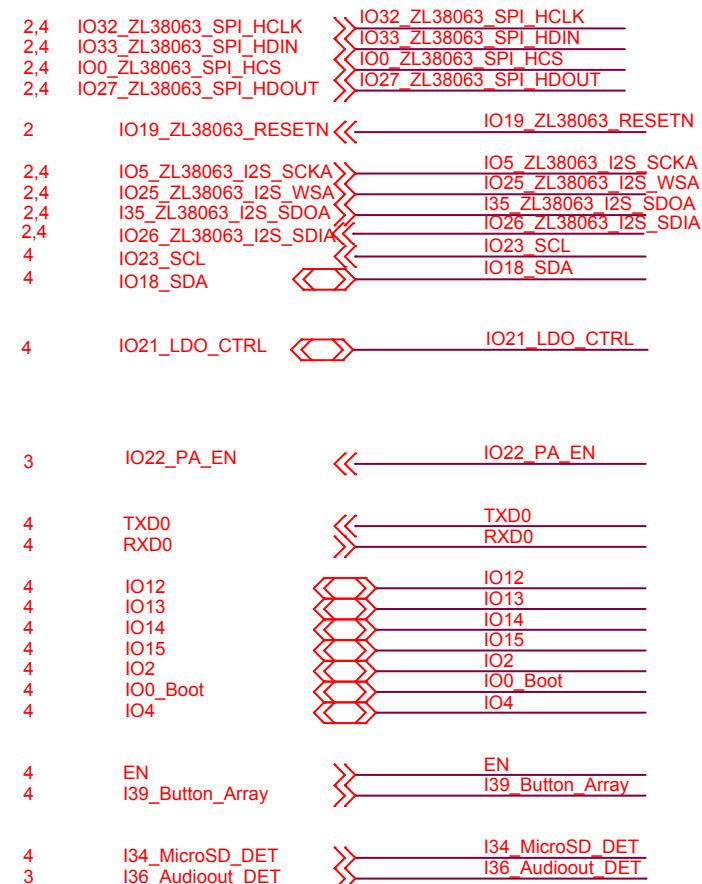 2,4 IO32_ZL38063_SPI_HCLK IO32_ZL38063_SPI_HCLK
2,4 IO33_ZL38063_SPI_HDIN IO33_ZL38063_SPI_HDIN
2,4 IO0_ZL38063_SPI_HCS IO0_ZL38063_SPI_HCS
2,4 IO27_ZL38063_SPI_HDOUT IO27_ZL38063_SPI_HDOUT
2 IO19_ZL38063_RESETN IO19_ZL38063_RESETN
2,4 IO5_ZL38063_I2S_SCKA IO5_ZL38063_I2S_SCKA
2,4 IO25_ZL38063_I2S_WSA IO25_ZL38063_I2S_WSA
2,4 I35_ZL38063_I2S_SDOA I35_ZL38063_I2S_SDOA
2,4 IO26_ZL38063_I2S_SDIA IO26_ZL38063_I2S_SDIA
4 IO23_SCL IO23_SCL
4 IO18_SDA IO18_SDA
4 IO21_LDO_CTRL IO21_LDO_CTRL
3 IO22_PA_EN IO22_PA_EN
4 TXD0 TXD0
4 RXD0 RXD0
4 IO12 IO12
4 IO13 IO13
4 IO14 IO14
4 IO15 IO15
4 IO2 IO2
4 IO0_Boot IO0_Boot
4 IO4 IO4
4 EN EN
4 I39_Button_Array I39_Button_Array
4 I34_MicroSD_DET I34_MicroSD_DET
3 I36_Audioout_DET I36_Audioout_DET